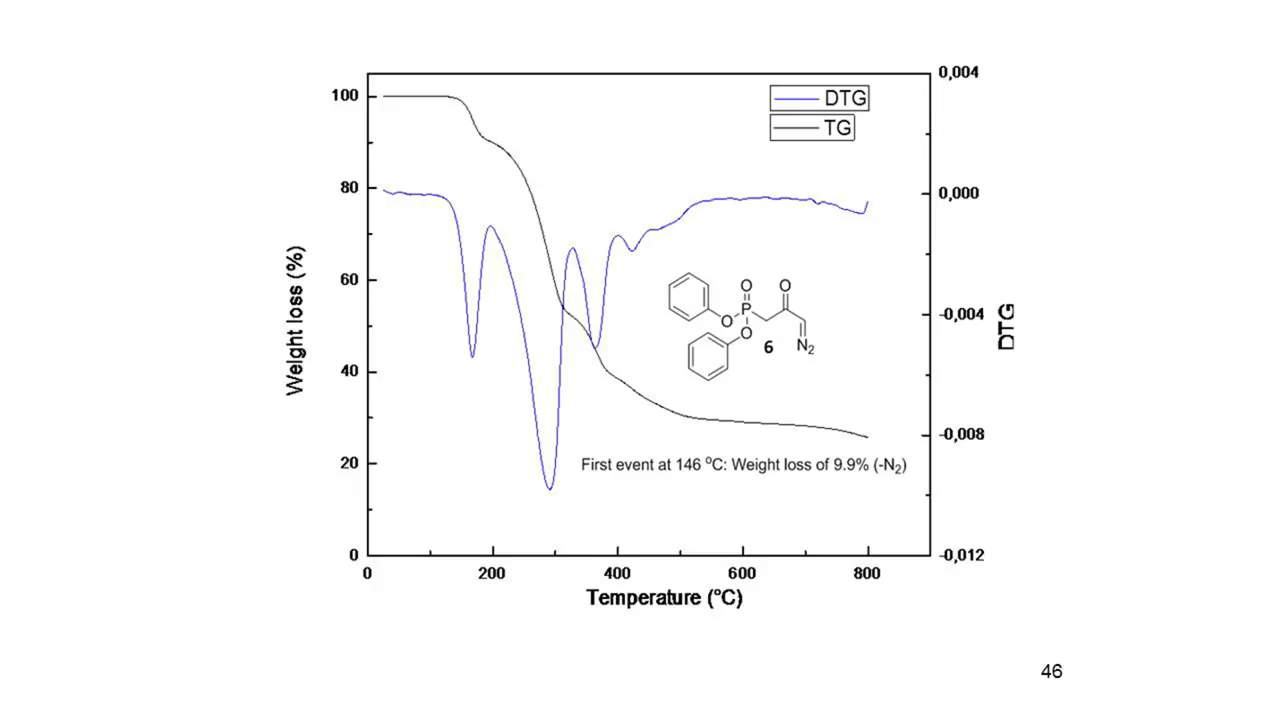 0,004
100
DTG
TG
80
0,000
60
Weight loss (%)
O
O
P
O
-0,004
DTG
O
6
N2
40
-0,008
20
First event at 146 °C: Weight loss of 9.9% (-N2)
0
-0,012
0
200
400
600
800
Temperature (°C)
46